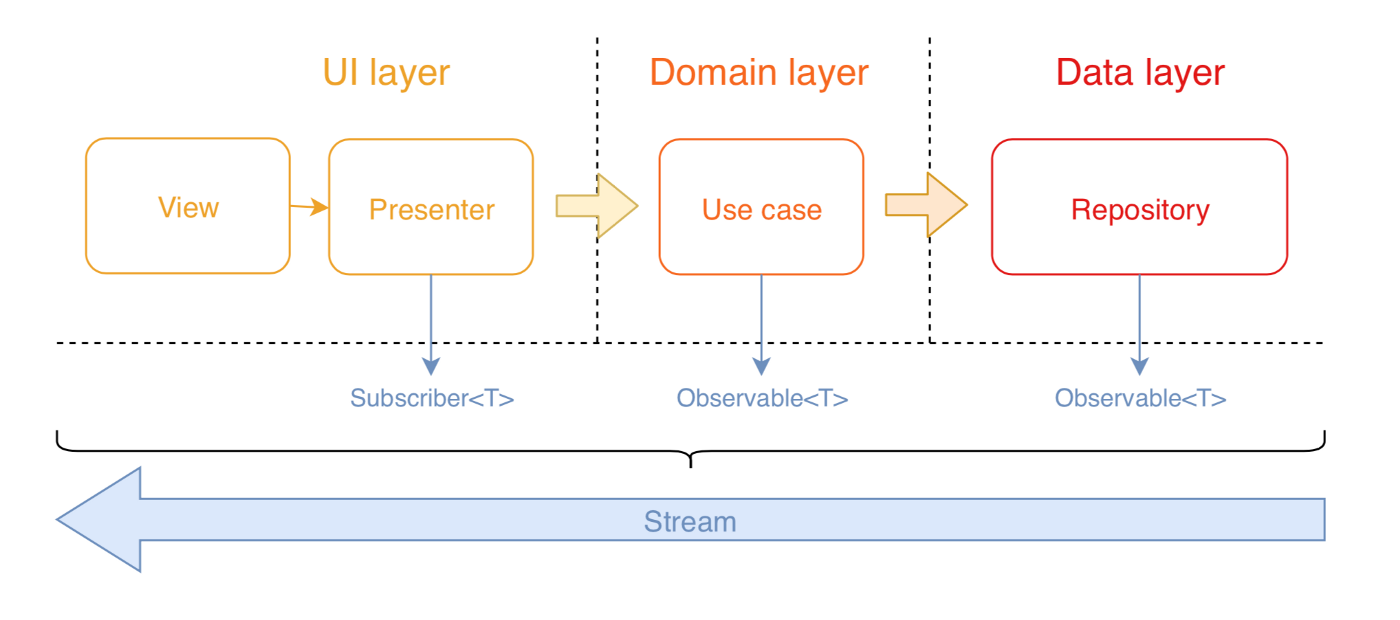 UI layer
Domain layer
Data layer
View
Presenter
Use case
Repository
Subscriber<T>
Observable<T>
Observable<T>
Stream